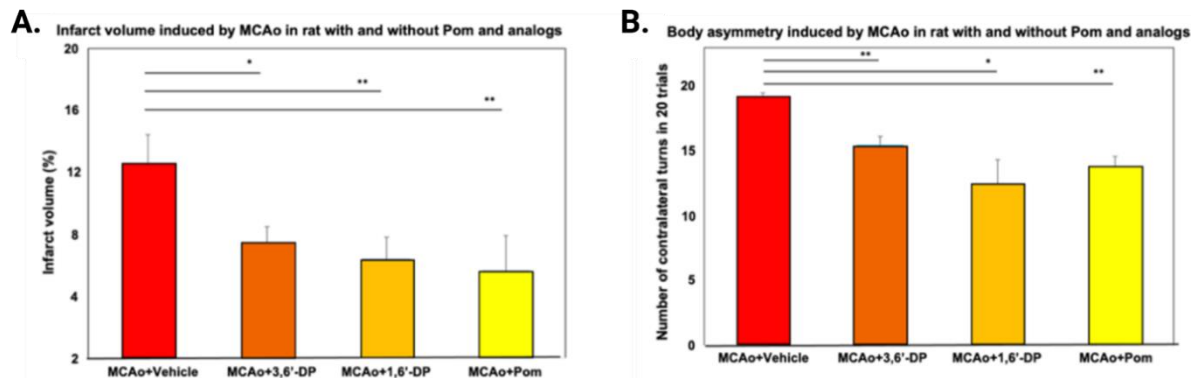 A.
Infarct volume induced by MCAo in rat with and without Pom and analogs
20
16
12
8
4
2
Infarct volume (%)
*
**
**
MCAo+Vehicle
MCAo+3,6'-DP
MCAo+1,6'-DP
MCAo+Pom
B.
Body asymmetry induced by MCAo in rat with and without Pom and analogs
20
15
10
5
0
Number of contralateral turns in 20 trials
**
*
**
MCAo+Vehicle
MCAo+3,6'-DP
MCAo+1,6'-DP
MCAo+Pom